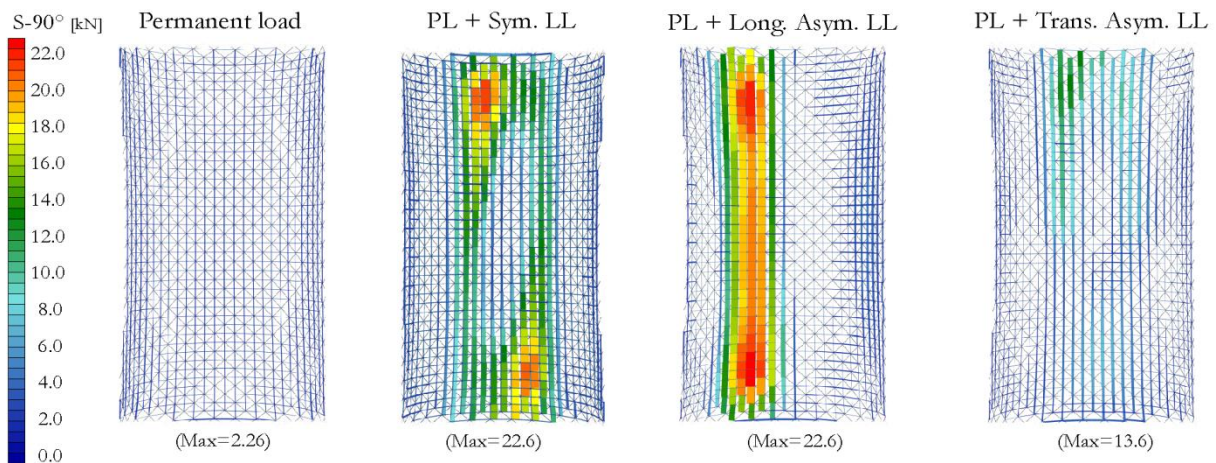 S-90° [kN]
Permanent load
PL + Sym. LL
PL + Long. Asym. LL
PL + Trans. Asym. LL
22.0
20.0
18.0
16.0
14.0
12.0
10.0
8.0
6.0
4.0
2.0
0.0
(Max=2.26)
(Max=22.6)
(Max=22.6)
(Max=13.6)